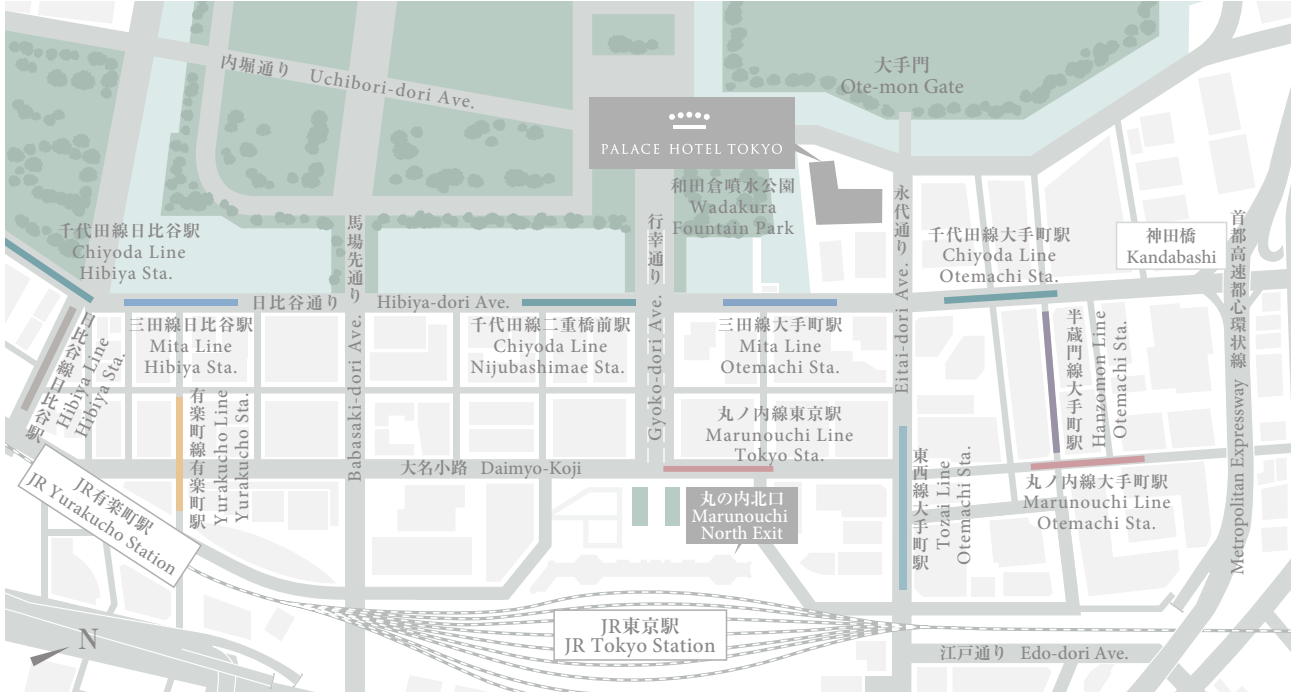 内堀通り Uchibori-dori Ave.
大手門
Ote-mon Gate
PALACE HOTEL TOKYO
和田倉噴水公園
Wadakura
Fountain Park
千代田線日比谷駅
Chiyoda Line
Hibiya Sta.
馬場先通り
Babasaki-dori Ave.
行幸通り
Gyoko-dori Ave.
永代通り
Eitai-dori Ave.
千代田線大手町駅
Chiyoda Line
Otemachi Sta.
神田橋
Kandabashi
首都高速都心環状線
Metropolitan Expressway
日比谷通り Hibiya-dori Ave.
日比谷線日比谷駅
Hibiya Line
Hibiya Sta.
三田線日比谷駅
Mita Line
Hibiya Sta.
千代田線二重橋前駅
Chiyoda Line
Nijubashimae Sta.
三田線大手町駅
Mita Line
Otemachi Sta.
半蔵門線大手町駅
Hanzomon Line
Otemachi Sta.
有楽町線有楽町駅
Yurakucho Line
Yurakucho Sta.
丸ノ内線東京駅
Marunouchi Line
Tokyo Sta.
大名小路 Daimyo-Koji
東西線大手町駅
Tozai Line
Otemachi Sta.
丸ノ内線大手町駅
Marunouchi Line
Otemachi Sta.
JR有楽町駅
JR Yurakucho Station
丸の内北口
Marunouchi
North Exit
JR東京駅
JR Tokyo Station
江戸通り Edo-dori Ave.
N